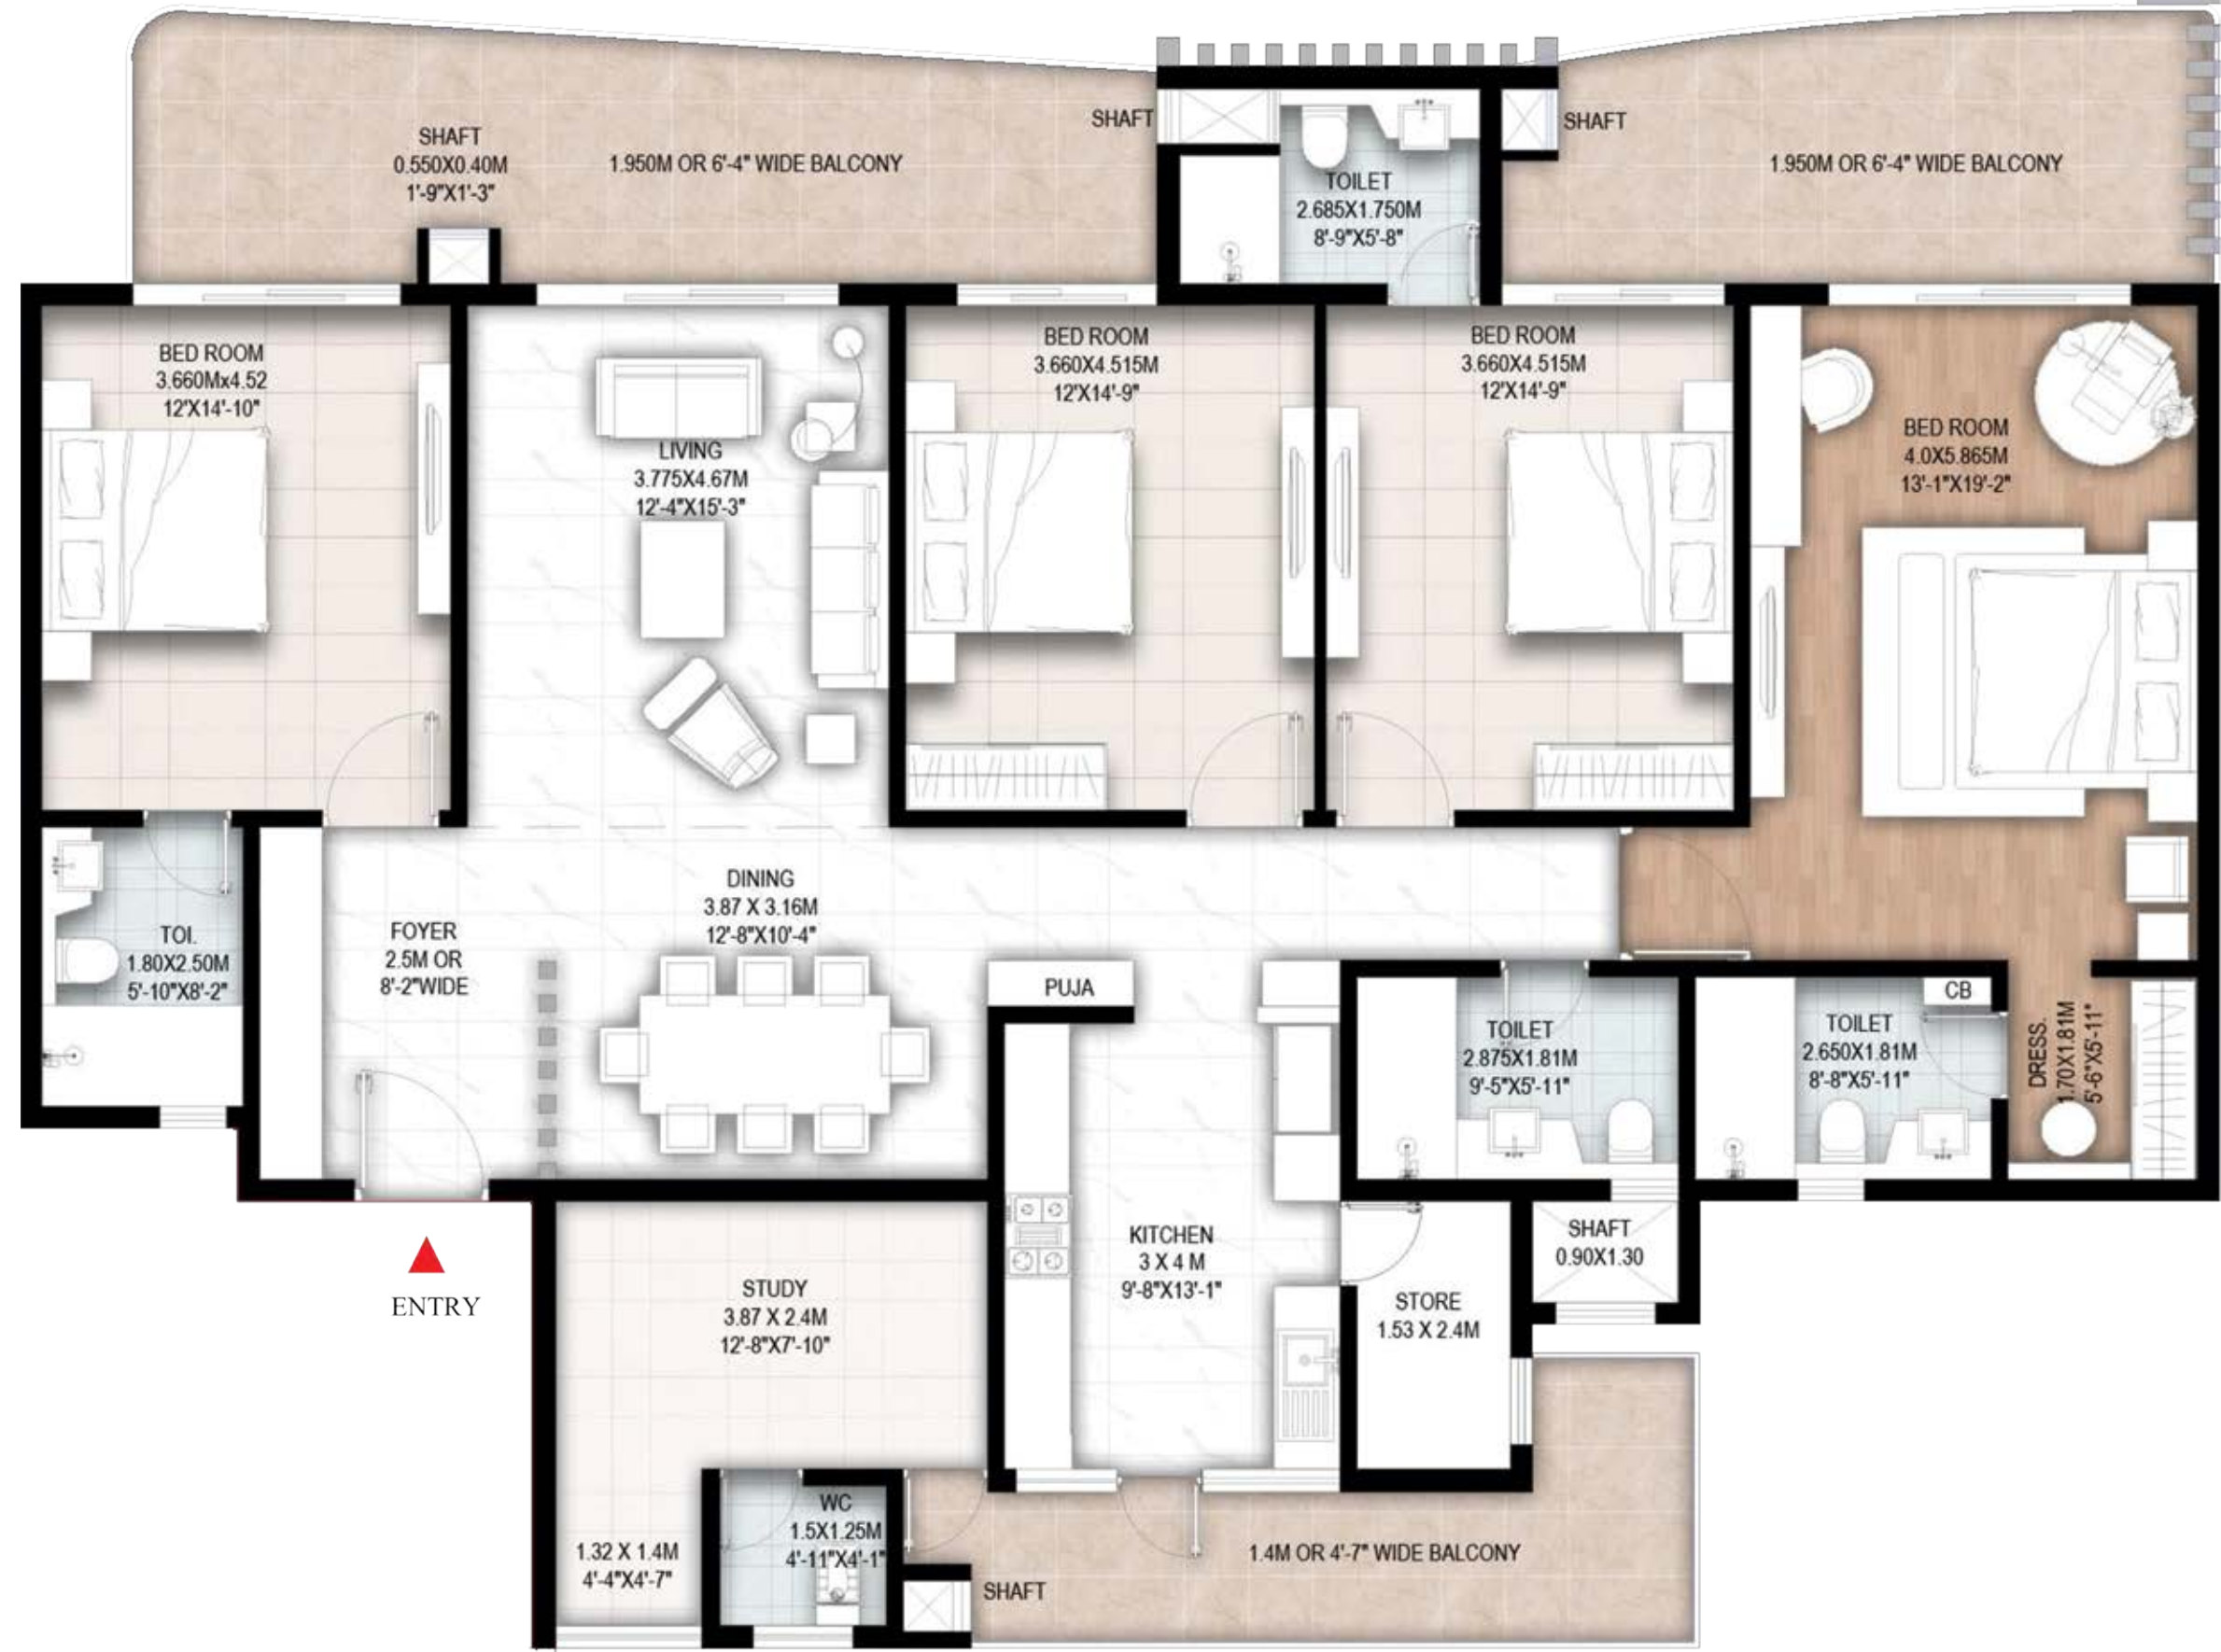 SHAFT
0.550X0.40M
1'-9"X1'-3"
1.950M OR 6'-4" WIDE BALCONY
SHAFT
TOILET
2.685X1.750M
8'-9"X5'-8"
SHAFT
1.950M OR 6'-4" WIDE BALCONY
BED ROOM
3.660Mx4.52
12'X14'-10"
LIVING
3.775X4.67M
12'-4"X15'-3"
BED ROOM
3.660X4.515M
12'X14'-9"
BED ROOM
3.660X4.515M
12'X14'-9"
BED ROOM
4.0X5.865M
13'-1"X19'-2"
TOI.
1.80X2.50M
5'-10"X8'-2"
FOYER
2.5M OR
8'-2"WIDE
DINING
3.87 X 3.16M
12'-8"X10'-4"
PUJA
TOILET
2.875X1.81M
9'-5"X5'-11"
CB
TOILET
2.650X1.81M
8'-8"X5'-11"
DRESS.
1.70X1.81M
5'-6"X5'-11"
ENTRY
STUDY
3.87 X 2.4M
12'-8"X7'-10"
KITCHEN
3 X 4 M
9'-8"X13'-1"
STORE
1.53 X 2.4M
SHAFT
0.90X1.30
1.32 X 1.4M
4'-4"X4'-7"
WC
1.5X1.25M
4'-11"X4'-1"
SHAFT
1.4M OR 4'-7" WIDE BALCONY